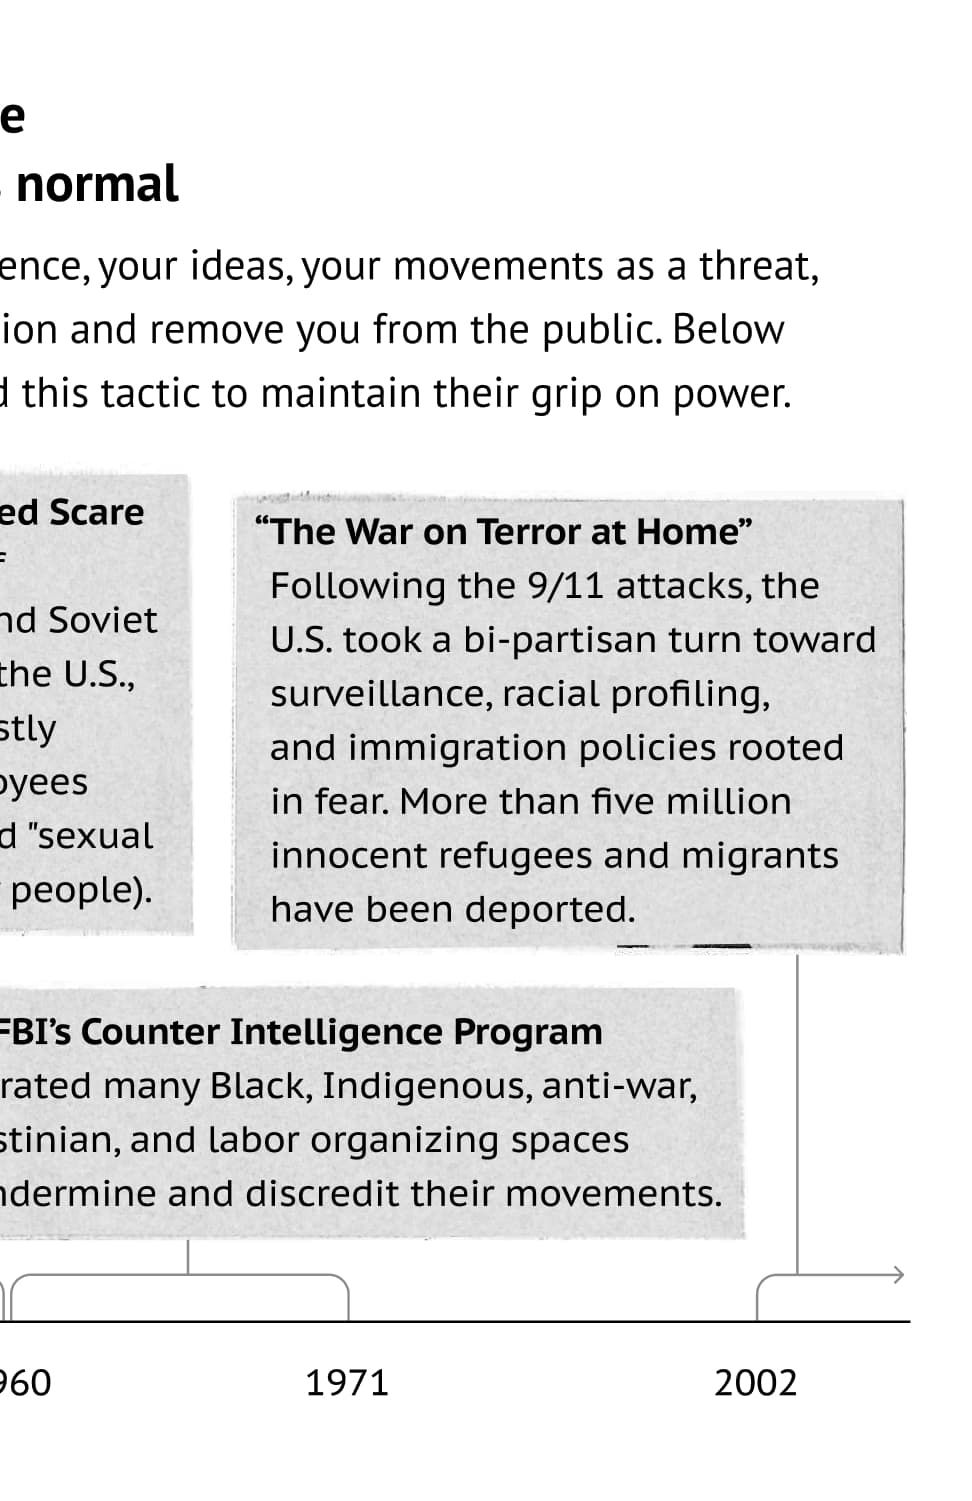 e
normal
ence, your ideas, your movements as a threat,
ion and remove you from the public. Below
d this tactic to maintain their grip on power.
ed Scare
nd Soviet
the U.S.,
stly
oyees
d "sexual
people).
“The War on Terror at Home”
Following the 9/11 attacks, the
U.S. took a bi-partisan turn toward
surveillance, racial profiling,
and immigration policies rooted
in fear. More than five million
innocent refugees and migrants
have been deported.
FBI’s Counter Intelligence Program
rated many Black, Indigenous, anti-war,
stinian, and labor organizing spaces
ndermine and discredit their movements.
960
1971
2002